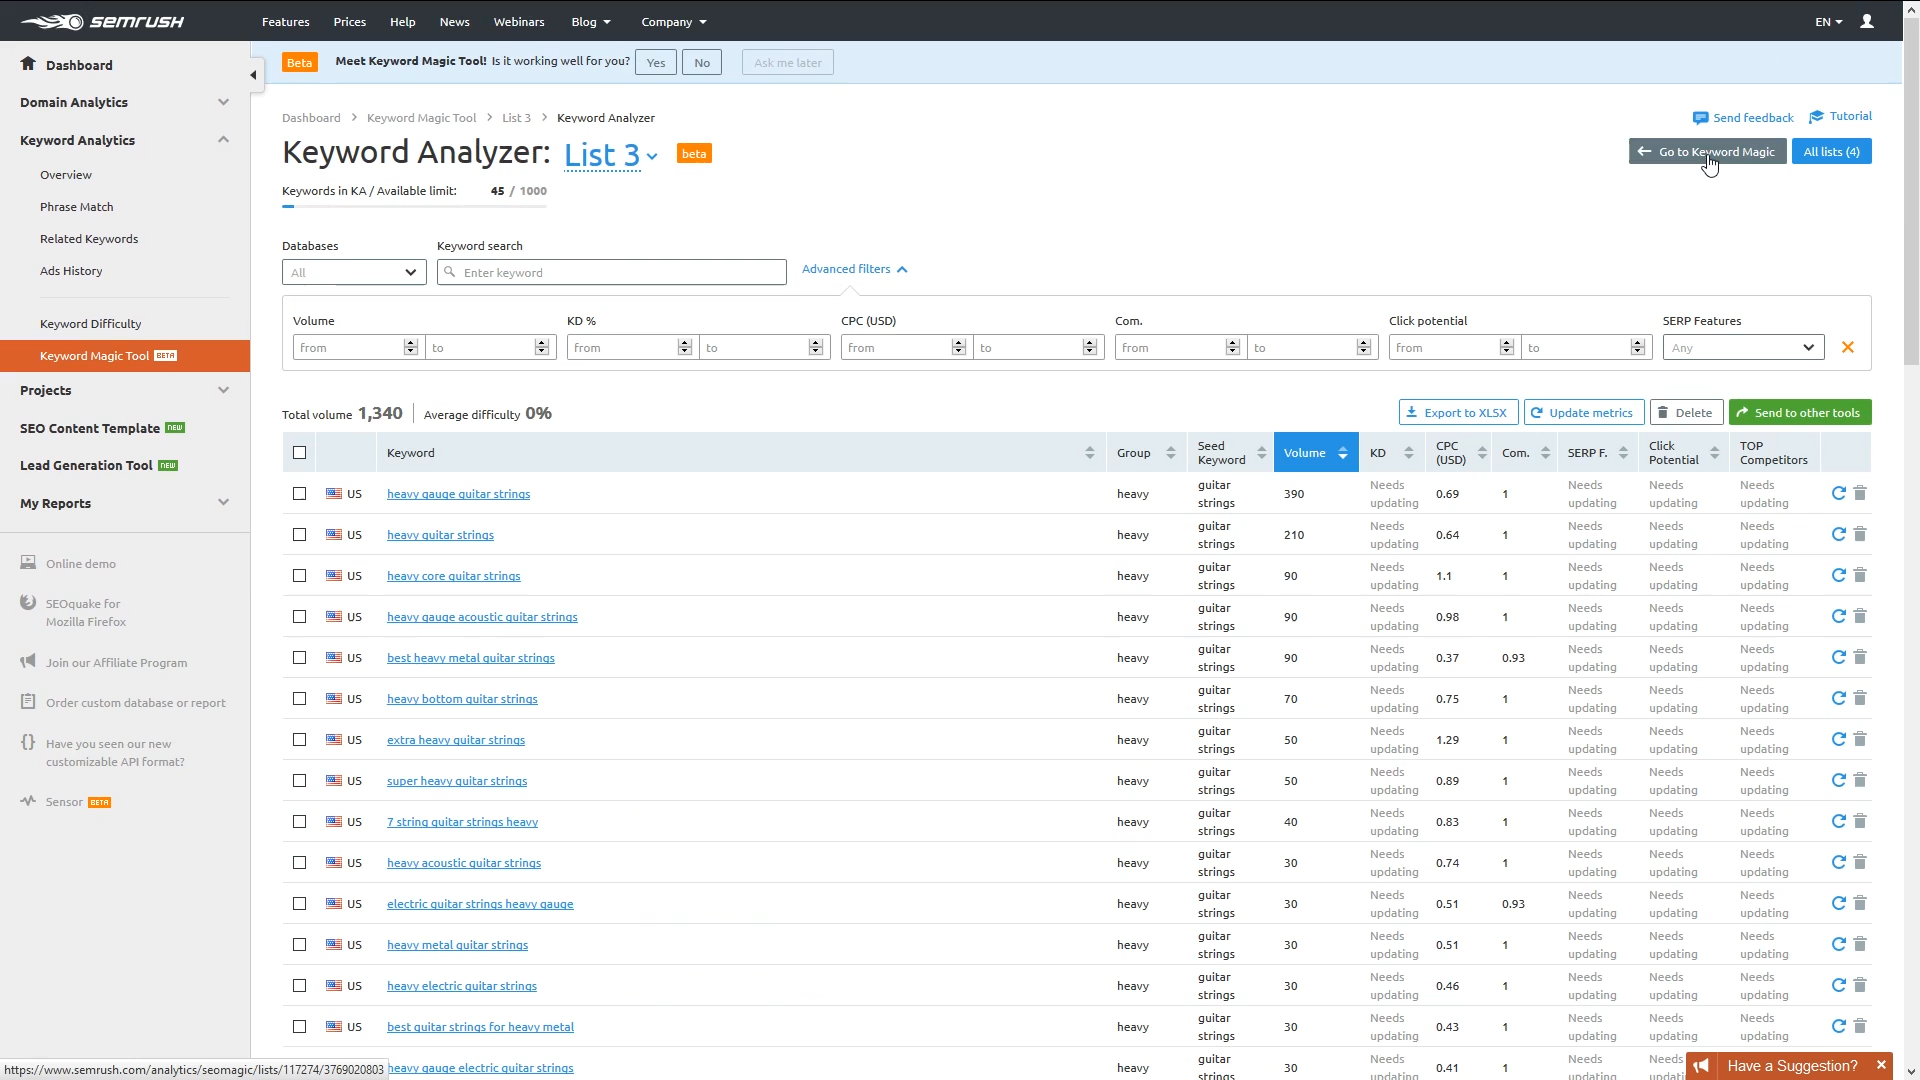 semrush
Features Prices Help News Webinars Blog Company EN
Dashboard
Domain Analytics
Keyword Analytics
Overview
Phrase Match
Related Keywords
Ads History
Keyword Difficulty
Keyword Magic Tool BETA
Projects
SEO Content Template new
Lead Generation Tool new
My Reports
Online demo
SEOquake for
Mozilla Firefox
Join our Affiliate Program
Order custom database or report
Have you seen our new
customizable API format?
Sensor BETA
Beta Meet Keyword Magic Tool! Is it working well for you? Yes No Ask me later
Dashboard > Keyword Magic Tool > List 3 > Keyword Analyzer
Send feedback Tutorial
Keyword Analyzer: List 3 beta
Go to Keyword Magic All lists (4)
Keywords in KA / Available limit: 45 / 1000
Databases Keyword search
All Enter keyword Advanced filters
Volume KD % CPC (USD) Com. Click potential SERP Features
from to from to from to from to from to Any
Total volume 1,340 Average difficulty 0%
Export to XLSX Update metrics Delete Send to other tools
Keyword Group Seed Keyword Volume KD CPC (USD) Com. SERP F. Click Potential TOP Competitors
US heavy gauge guitar strings heavy guitar strings 390 Needs updating 0.69 1 Needs updating Needs updating Needs updating
US heavy guitar strings heavy guitar strings 210 Needs updating 0.64 1 Needs updating Needs updating Needs updating
US heavy core guitar strings heavy guitar strings 90 Needs updating 1.1 1 Needs updating Needs updating Needs updating
US heavy gauge acoustic guitar strings heavy guitar strings 90 Needs updating 0.98 1 Needs updating Needs updating Needs updating
US best heavy metal guitar strings heavy guitar strings 90 Needs updating 0.37 0.93 Needs updating Needs updating Needs updating
US heavy bottom guitar strings heavy guitar strings 70 Needs updating 0.75 1 Needs updating Needs updating Needs updating
US extra heavy guitar strings heavy guitar strings 50 Needs updating 1.29 1 Needs updating Needs updating Needs updating
US super heavy guitar strings heavy guitar strings 50 Needs updating 0.89 1 Needs updating Needs updating Needs updating
US 7 string guitar strings heavy heavy guitar strings 40 Needs updating 0.83 1 Needs updating Needs updating Needs updating
US heavy acoustic guitar strings heavy guitar strings 30 Needs updating 0.74 1 Needs updating Needs updating Needs updating
US electric guitar strings heavy gauge heavy guitar strings 30 Needs updating 0.51 0.93 Needs updating Needs updating Needs updating
US heavy metal guitar strings heavy guitar strings 30 Needs updating 0.51 1 Needs updating Needs updating Needs updating
US heavy electric guitar strings heavy guitar strings 30 Needs updating 0.46 1 Needs updating Needs updating Needs updating
US best guitar strings for heavy metal heavy guitar strings 30 Needs updating 0.43 1 Needs updating Needs updating Needs updating
heavy gauge electric guitar strings heavy guitar strings 30 Needs updating 0.41 1 Needs updating Needs
https://www.semrush.com/analytics/seomagic/lists/117274/3769020803
Have a Suggestion?